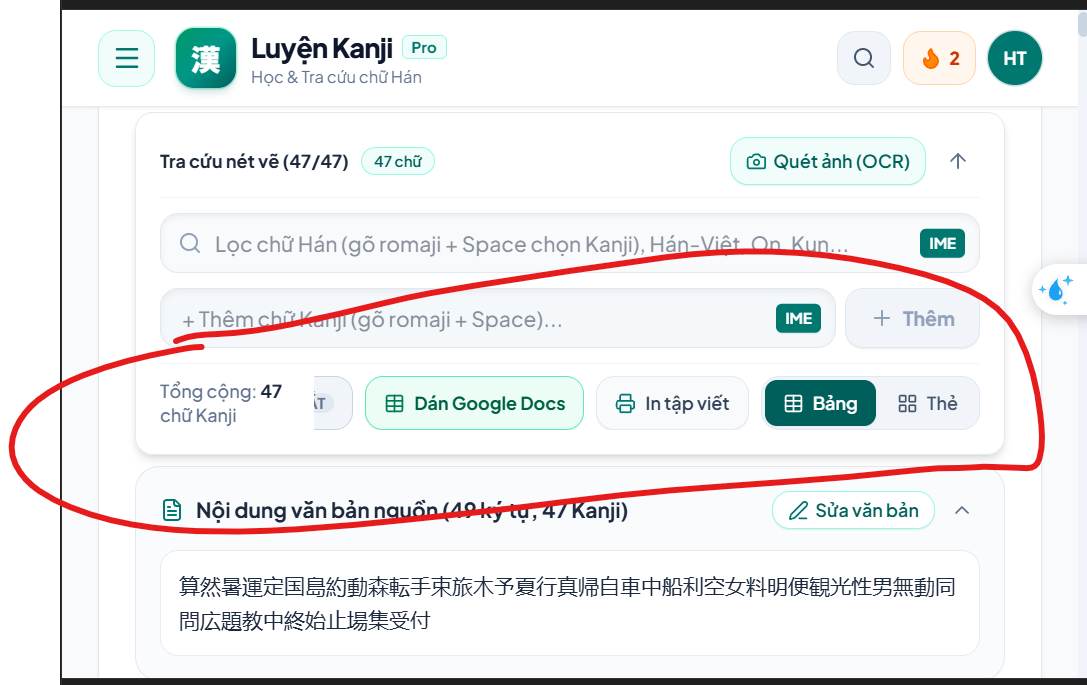 漢
Luyện Kanji Pro
Học & Tra cứu chữ Hán
2
HT
Tra cứu nét vẽ (47/47) 47 chữ
Quét ảnh (OCR)
Lọc chữ Hán (gõ romaji + Space chọn Kanji), Hán-Việt, On, Kun... IME
+ Thêm chữ Kanji (gõ romaji + Space)... IME
+ Thêm
Tổng cộng: 47
chữ Kanji
Dán Google Docs
In tập viết
Bảng
Thẻ
Nội dung văn bản nguồn (49 ký tự, 47 Kanji)
Sửa văn bản
算然暑運定国島約動森転手束旅木予夏行真帰自車中船利空女料明便観光性男無動同
問広題教中終始止場集受付